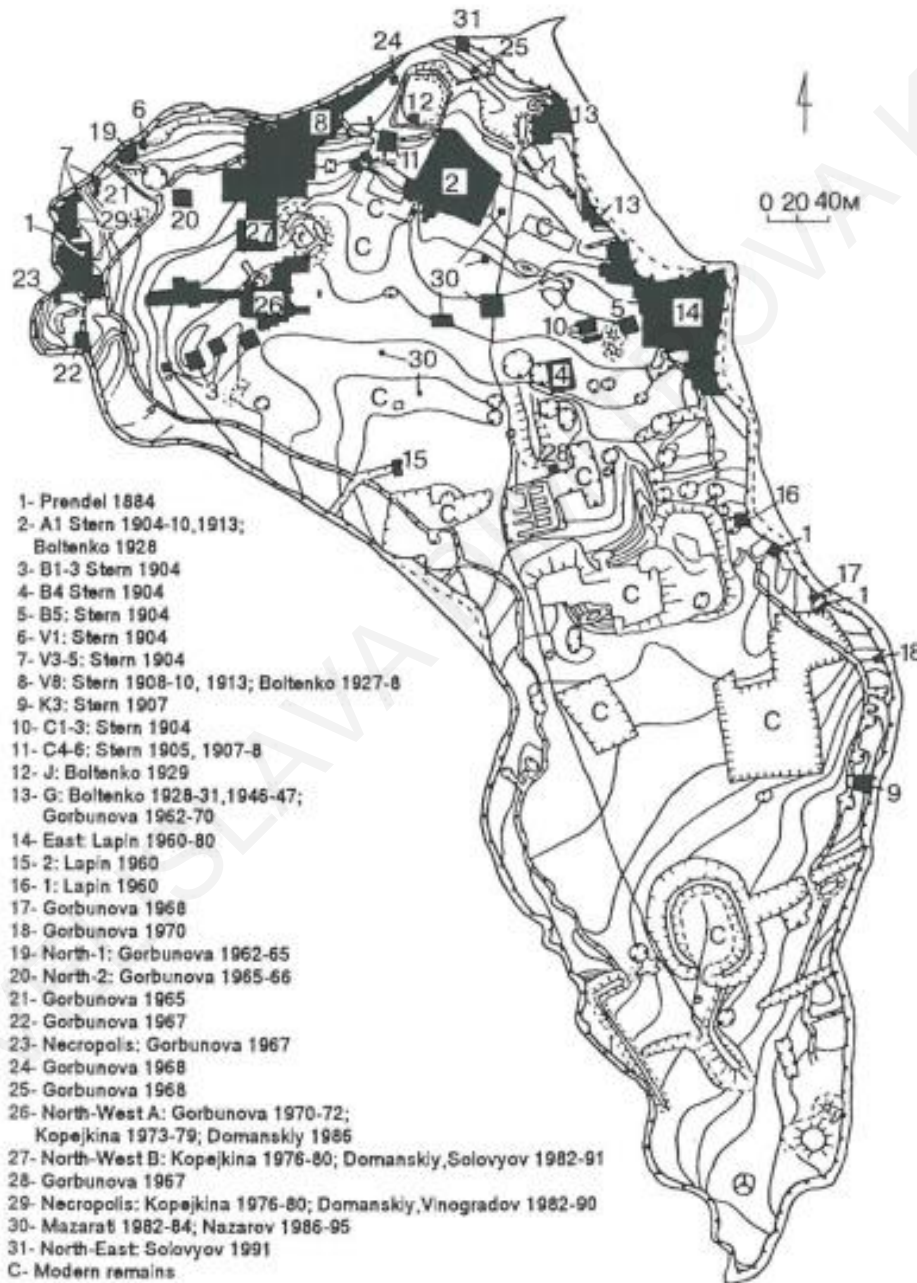 31
24
25
6
8
12
13
19
11
7
2
21
20
C
13
0 20 40м
1
29
27
C
30
23
26
5
14
10
22
4
30
3
C
28
15
C
16
C
1
C
17
1
18
C
C
9
C
1- Prendel 1884
2- A1 Stern 1904-10,1913;
Boltenko 1928
3- B1-3 Stern 1904
4- B4 Stern 1904
5- B5: Stern 1904
6- V1: Stern 1904
7- V3-5: Stern 1904
8- V8: Stern 1908-10, 1913; Boltenko 1927-8
9- K3: Stern 1907
10- C1-3: Stern 1904
11- C4-6: Stern 1905, 1907-8
12- J: Boltenko 1929
13- G: Boltenko 1928-31,1946-47;
Gorbunova 1962-70
14- East: Lapin 1960-80
15- 2: Lapin 1960
16- 1: Lapin 1960
17- Gorbunova 1968
18- Gorbunova 1970
19- North-1: Gorbunova 1962-65
20- North-2: Gorbunova 1965-66
21- Gorbunova 1965
22- Gorbunova 1967
23- Necropolis: Gorbunova 1967
24- Gorbunova 1968
25- Gorbunova 1968
26- North-West A: Gorbunova 1970-72;
Kopejkina 1973-79; Domanskiy 1986
27- North-West B: Kopejkina 1976-80; Domanskiy,Solovyov 1982-91
28- Gorbunova 1967
29- Necropolis: Kopejkina 1976-80; Domanskiy,Vinogradov 1982-90
30- Mazarati 1982-84; Nazarov 1986-95
31- North-East: Solovyov 1991
C- Modern remains